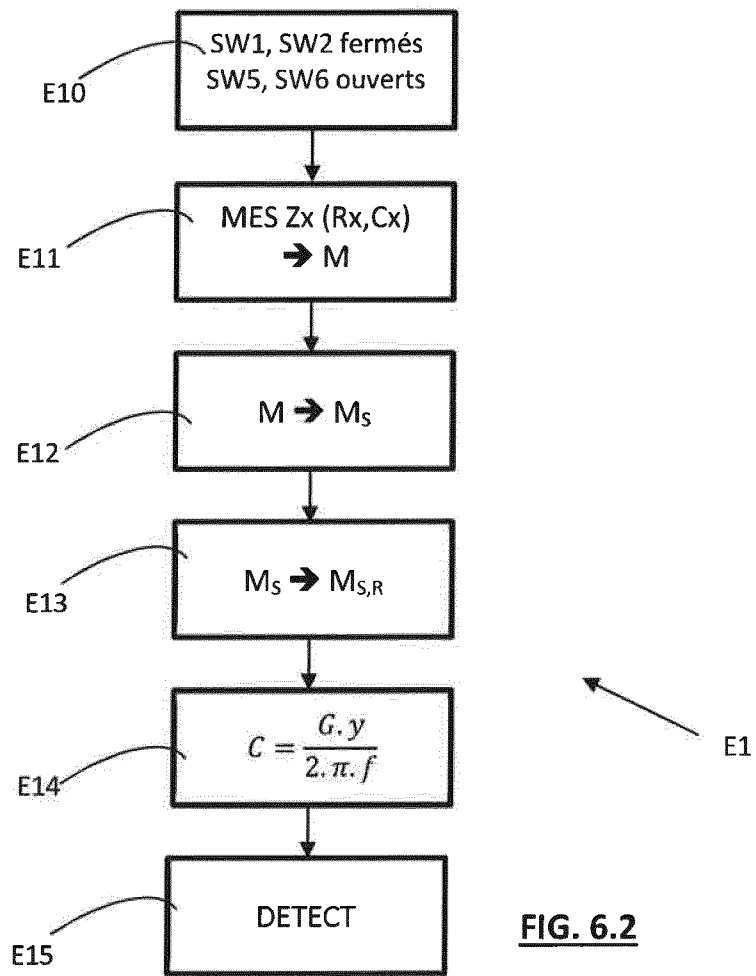 SW1, SW2 fermés
SW5, SW6 ouverts
E10
MES Zx (Rx,Cx)
➔ M
E11
M ➔ MS
E12
MS ➔ MS,R
E13
C = G.y / 2.π.f
E14
E1
DETECT
E15
FIG. 6.2